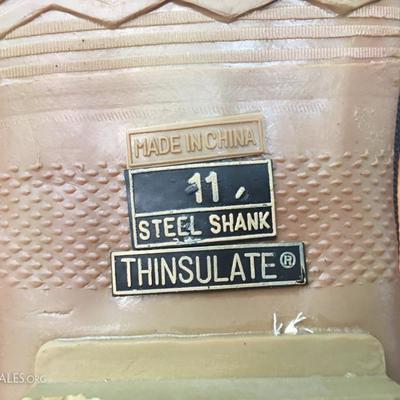 MADE IN CHINA
11
STEEL SHANK
THINSULATE®
ALES.ORG